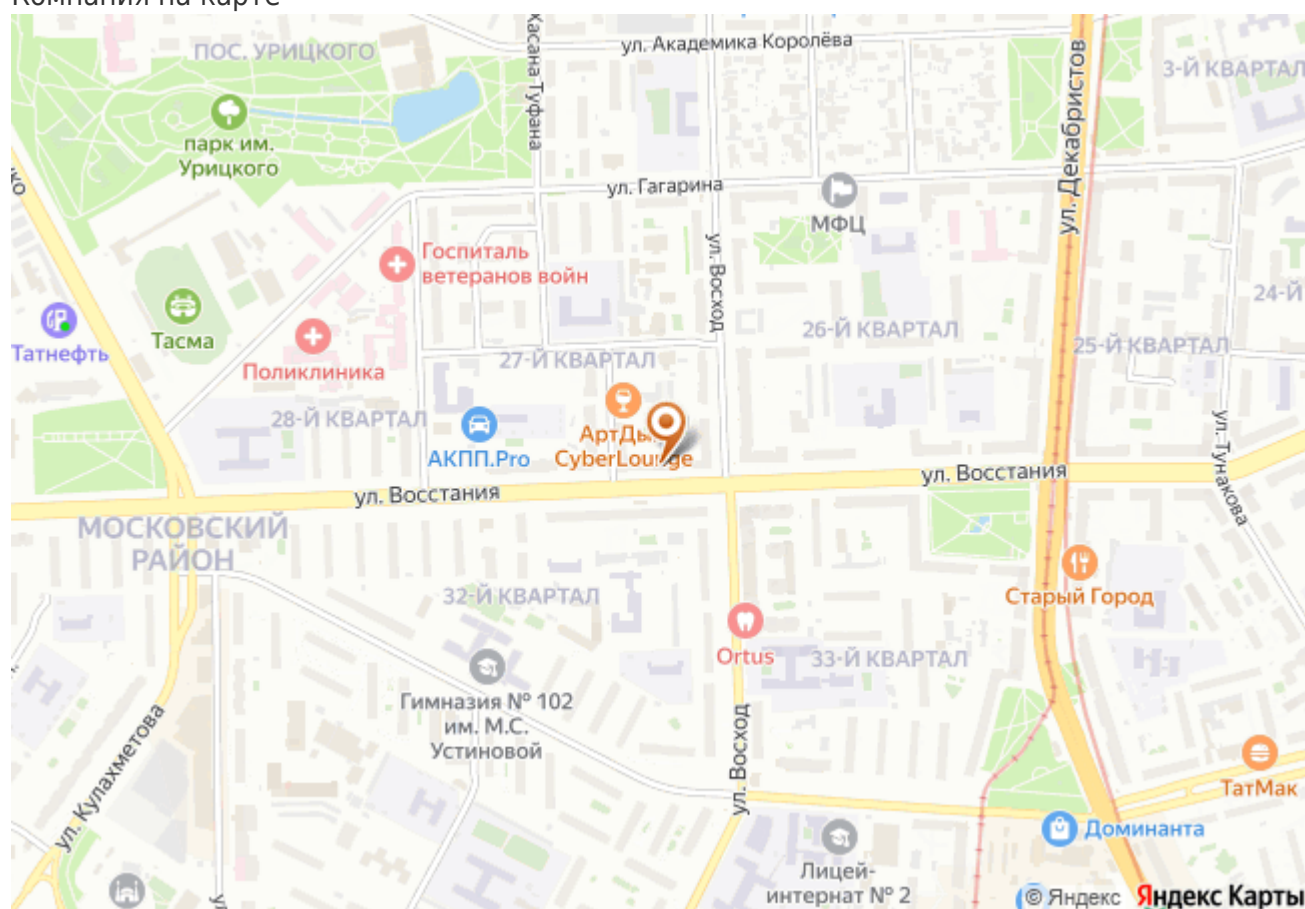 Компания на карте
ул. Академика Королёва
ПОС. УРИЦКОГО
Хасана Туфана
ул. Декабристов
3-Й КВАРТАЛ
парк им.
Урицкого
ул. Гагарина
МФЦ
Госпиталь
ветеранов войн
ул. Восход
24-Й
Татнефть
Тасма
Поликлиника
26-Й КВАРТАЛ
25-Й КВАРТАЛ
27-Й КВАРТАЛ
28-Й КВАРТАЛ
АКПП.Pro
CyberLounge
ул. Тунакова
ул. Восстания
ул. Восстания
МОСКОВСКИЙ
РАЙОН
32-Й КВАРТАЛ
Старый Город
Ortus
33-Й КВАРТАЛ
Гимназия № 102
им. М.С.
Устиновой
ул. Кулахметова
ул. Восход
ТатМак
Доминанта
Лицей-
интернат № 2
© Яндекс Яндекс Карты